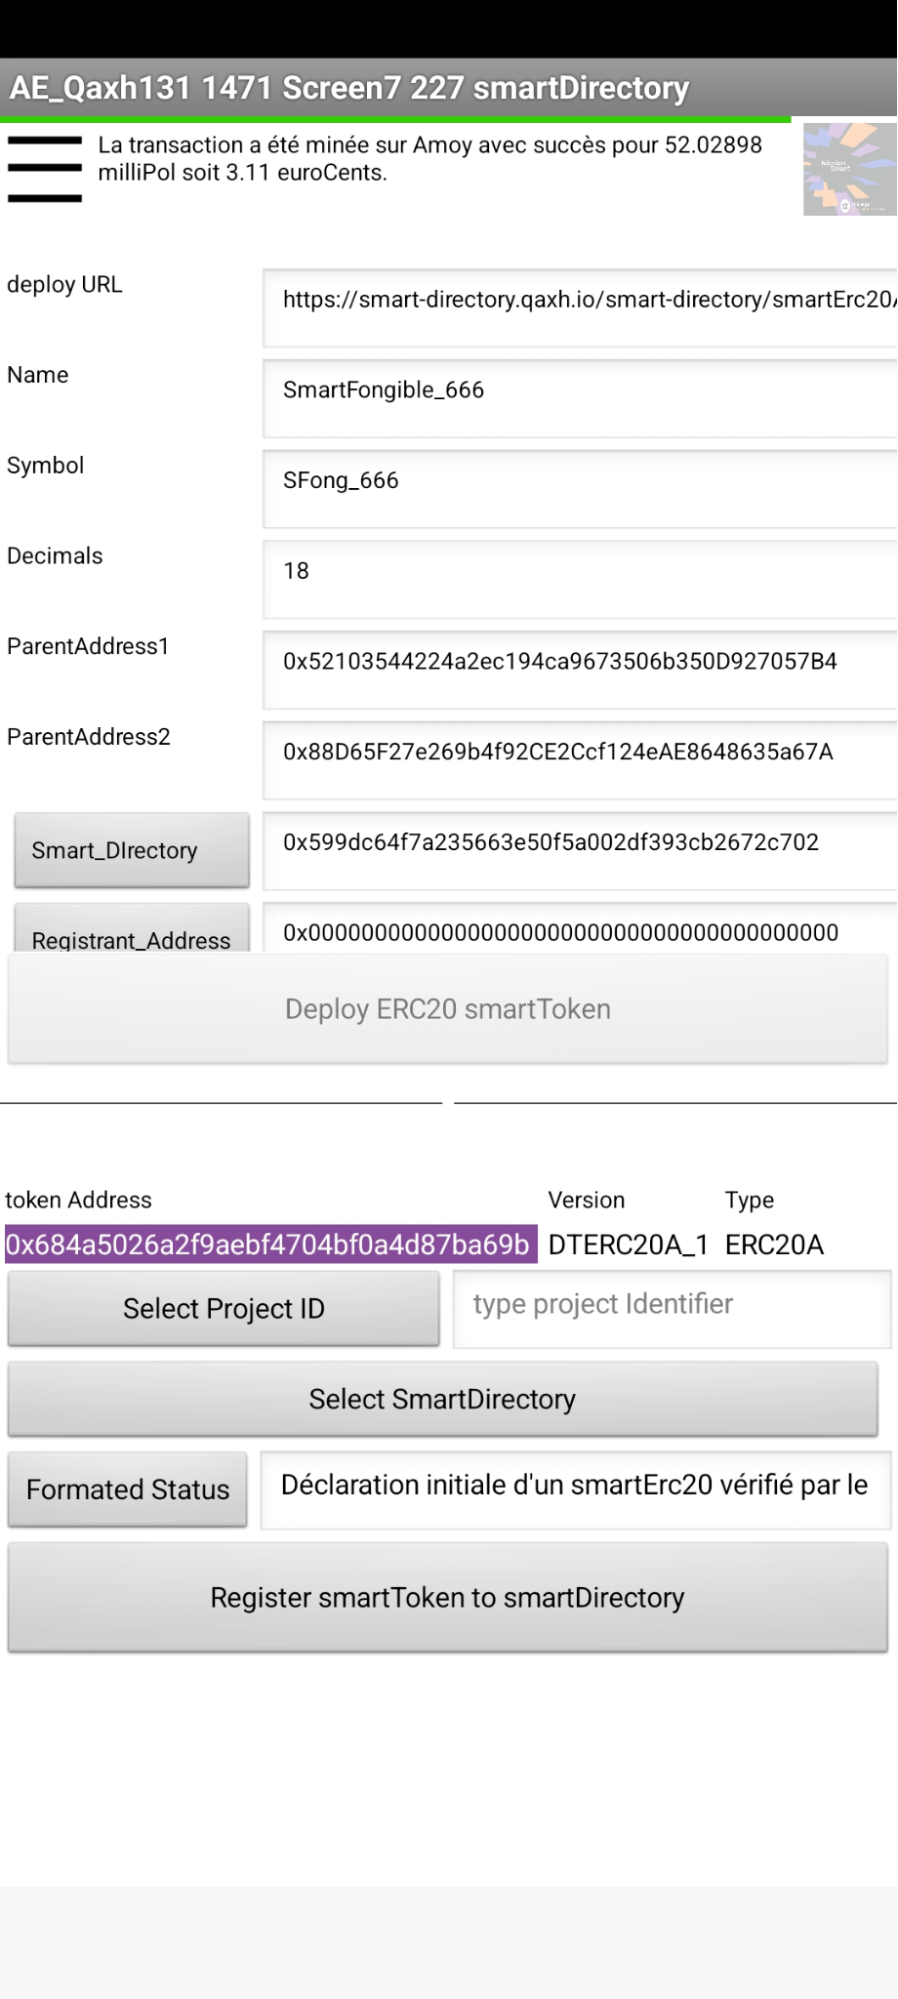 AE_Qaxh131 1471 Screen7 227 smartDirectory
La transaction a été minée sur Amoy avec succès pour 52.02898
milliPol soit 3.11 euroCents.
deploy URL
https://smart-directory.qaxh.io/smart-directory/smartErc20A
Name
SmartFongible_666
Symbol
SFong_666
Decimals
18
ParentAddress1
0x52103544224a2ec194ca9673506b350D927057B4
ParentAddress2
0x88D65F27e269b4f92CE2Ccf124eAE8648635a67A
Smart_DIrectory
0x599dc64f7a235663e50f5a002df393cb2672c702
Registrant_Address
0x0000000000000000000000000000000000000000
Deploy ERC20 smartToken
token Address Version Type
0x684a5026a2f9aebf4704bf0a4d87ba69b DTERC20A_1 ERC20A
Select Project ID
type project Identifier
Select SmartDirectory
Formated Status
Déclaration initiale d'un smartErc20 vérifié par le
Register smartToken to smartDirectory